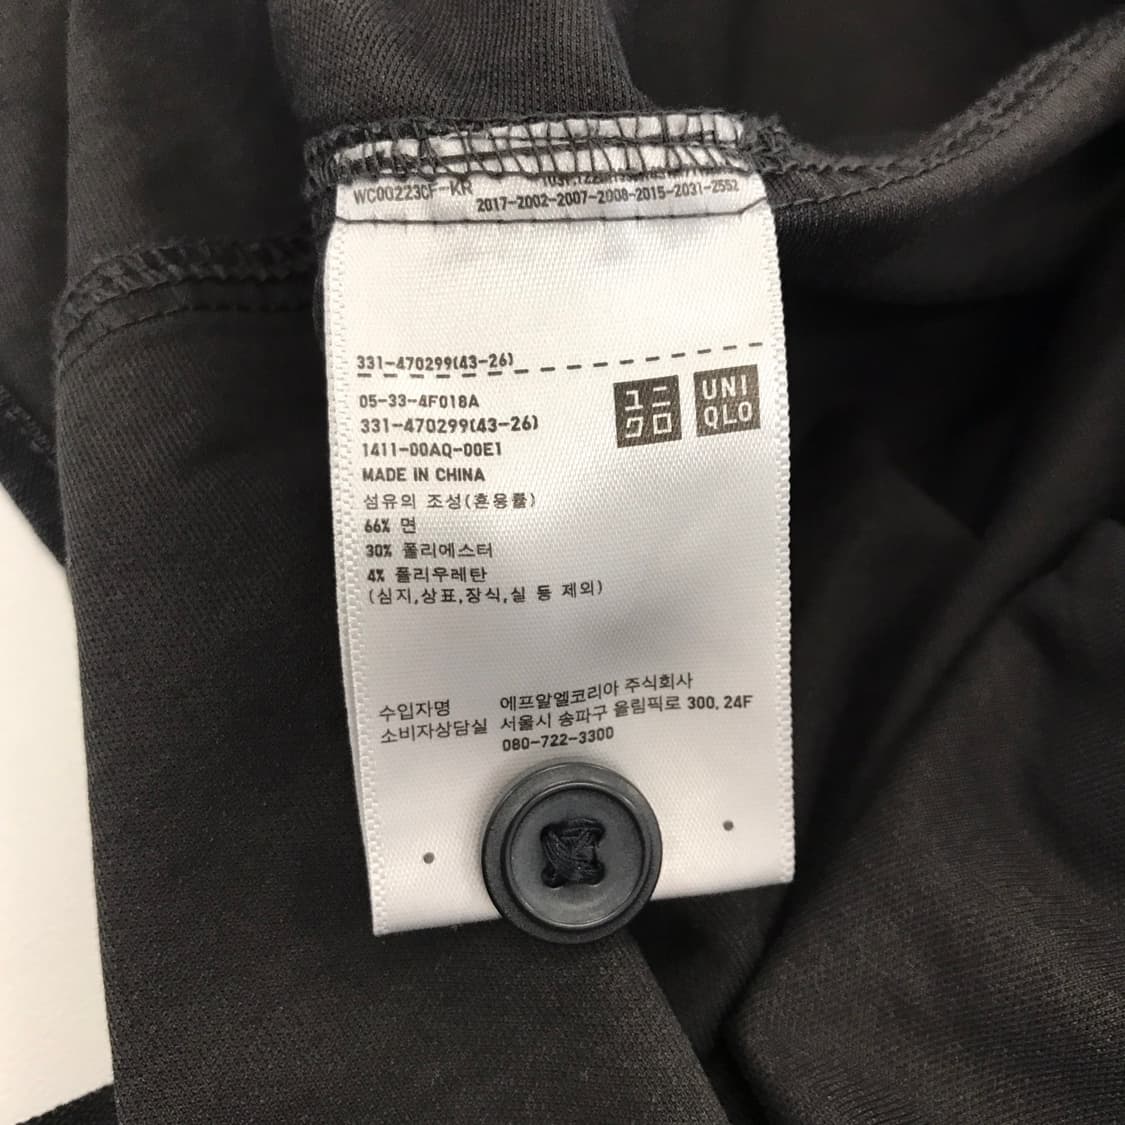 WC00223CF-KR
2017-2002-2007-2008-2015-2031-2552
331-470299(43-26)
05-33-4F018A
331-470299(43-26)
1411-00AQ-00E1
MADE IN CHINA
ユニ
クロ
UNI
QLO
섬유의 조성(혼용률)
66% 면
30% 폴리에스터
4% 폴리우레탄
(심지,상표,장식,실 등 제외)
수입자명 에프알엘코리아 주식회사
소비자상담실 서울시 송파구 올림픽로 300, 24F
080-722-3300